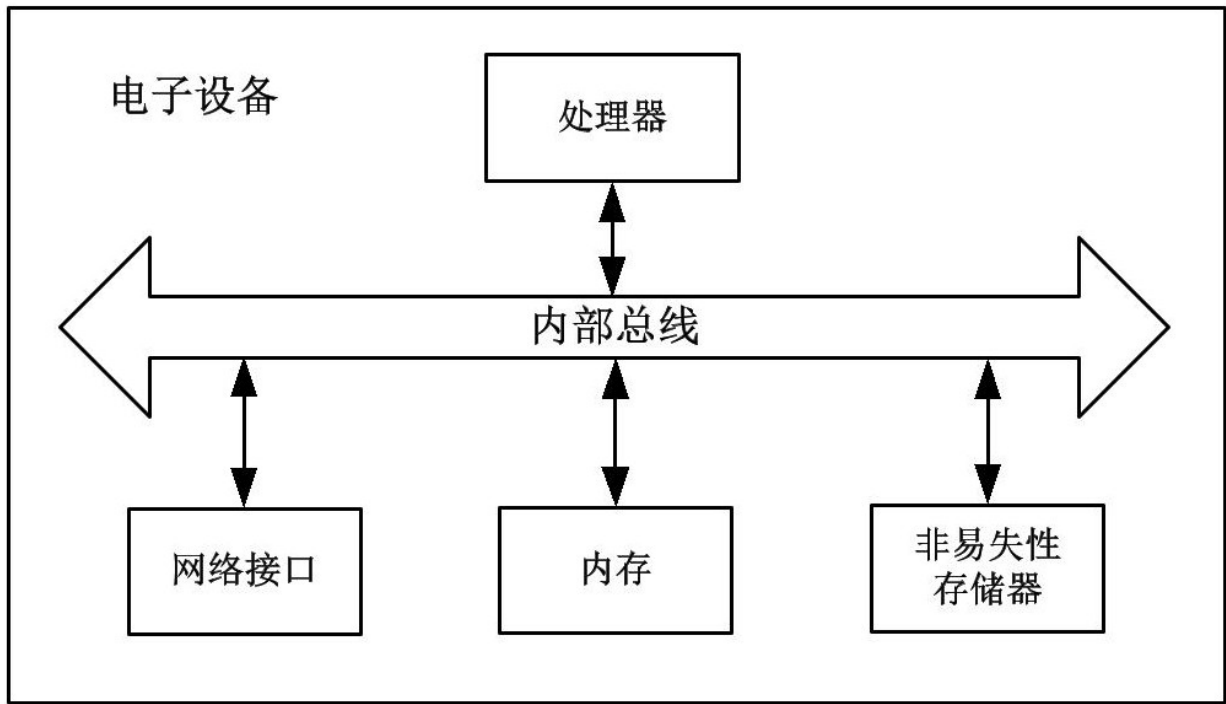 电子设备
处理器
内部总线
网络接口
内存
非易失性
存储器